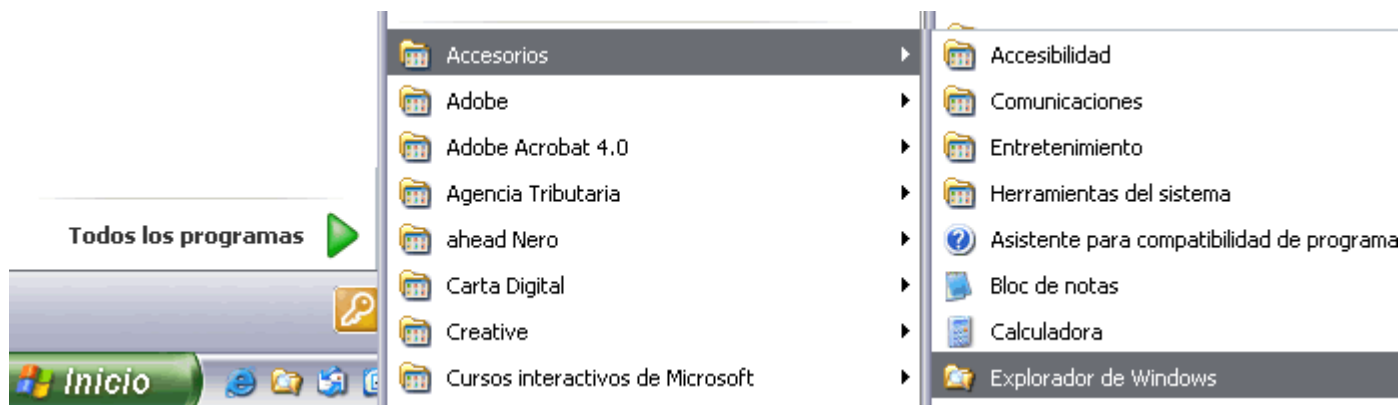 Todos los programas
Inicio
Accesorios
Adobe
Adobe Acrobat 4.0
Agencia Tributaria
ahead Nero
Carta Digital
Creative
Cursos interactivos de Microsoft
Accesibilidad
Comunicaciones
Entretenimiento
Herramientas del sistema
Asistente para compatibilidad de programa
Bloc de notas
Calculadora
Explorador de Windows